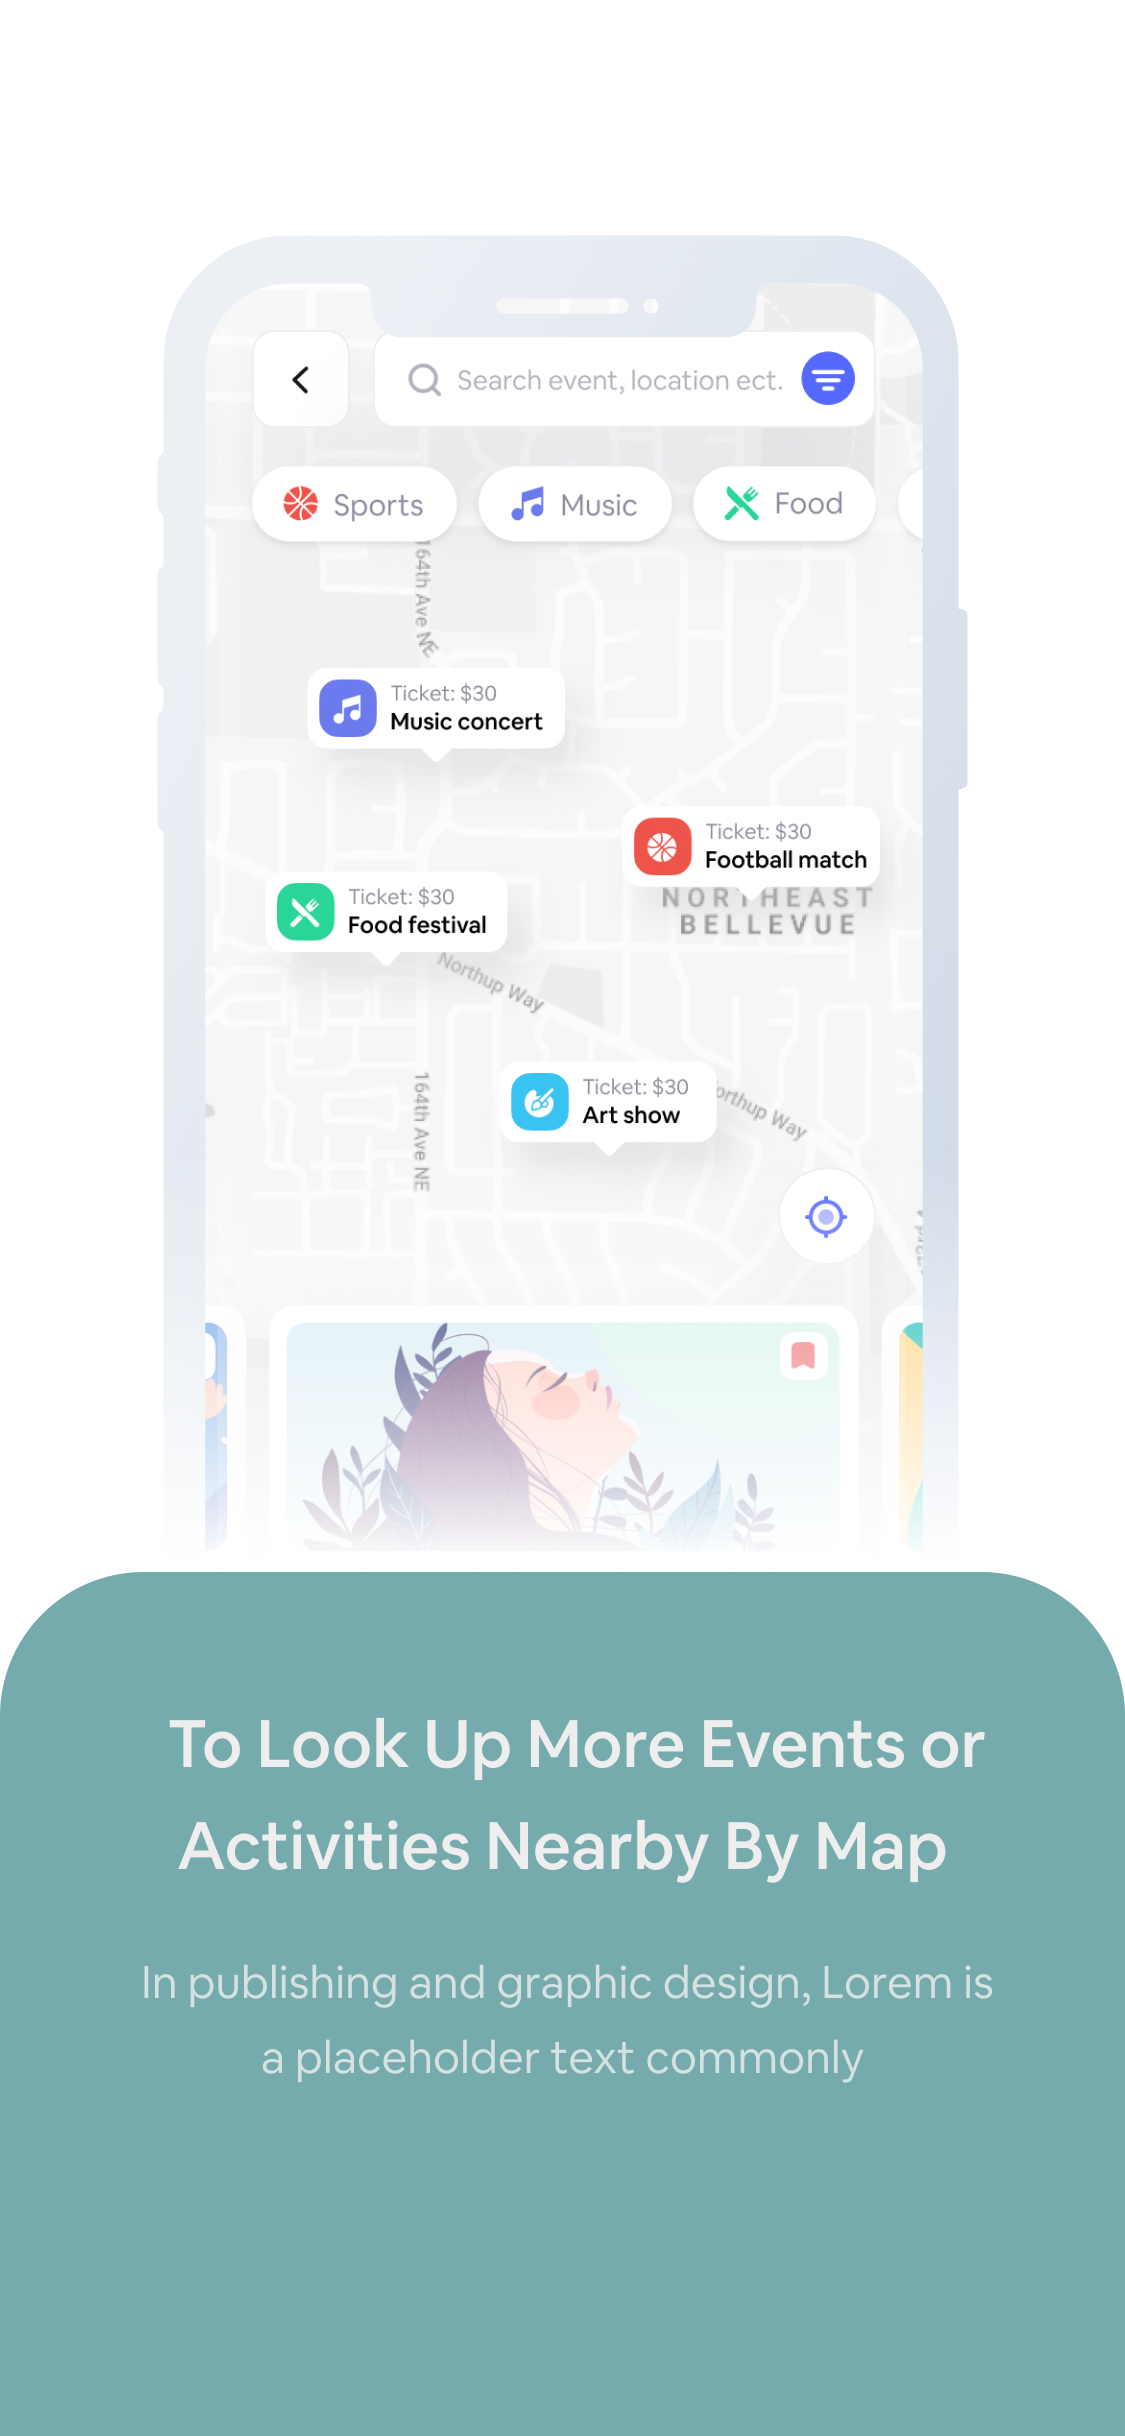 Search event, location ect.
Sports
Music
Food
164th Ave NE
Ticket: $30
Music concert
Ticket: $30
Football match
NORTHEAST
BELLEVUE
Ticket: $30
Food festival
Northup Way
Ticket: $30
Art show
orthup Way
164th Ave NE
To Look Up More Events or
Activities Nearby By Map
In publishing and graphic design, Lorem is
a placeholder text commonly